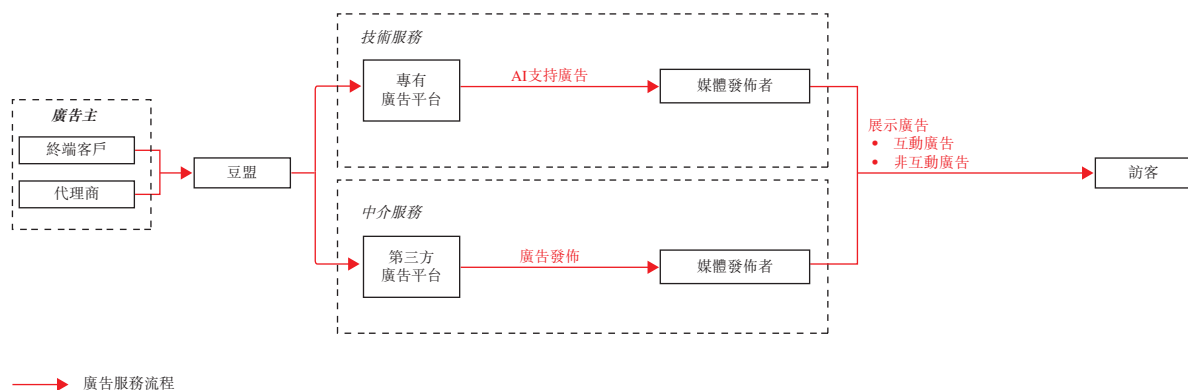 廣告主
終端客戶
代理商
豆盟
技術服務
專有
廣告平台
AI支持廣告
媒體發佈者
中介服務
第三方
廣告平台
廣告發佈
媒體發佈者
展示廣告
• 互動廣告
• 非互動廣告
訪客
廣告服務流程